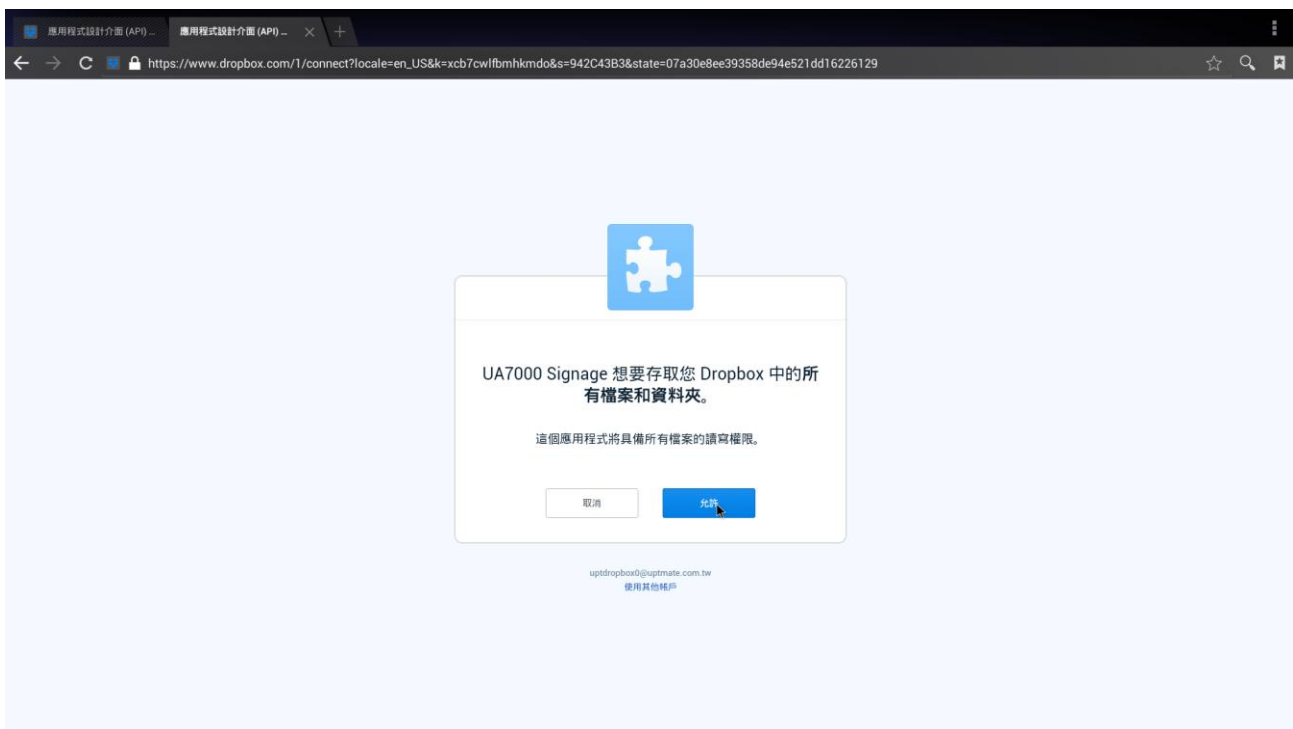 應用程式設計介面 (API) ...
應用程式設計介面 (API) ...
https://www.dropbox.com/1/connect?locale=en_US&k=xcb7cwlfbmhkmdo&s=942C43B3&state=07a30e8ee39358de94e521dd16226129
UA7000 Signage 想要存取您 Dropbox 中的所
有檔案和資料夾。
這個應用程式將具備所有檔案的讀寫權限。
取消
允許
uptdropbox0@uptmate.com.tw
使用其他帳戶